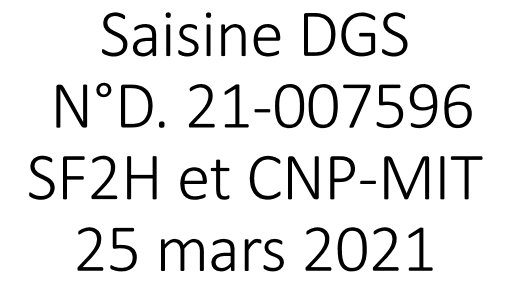 Saisine DGS
N°D. 21-007596
SF2H et CNP-MIT
25 mars 2021